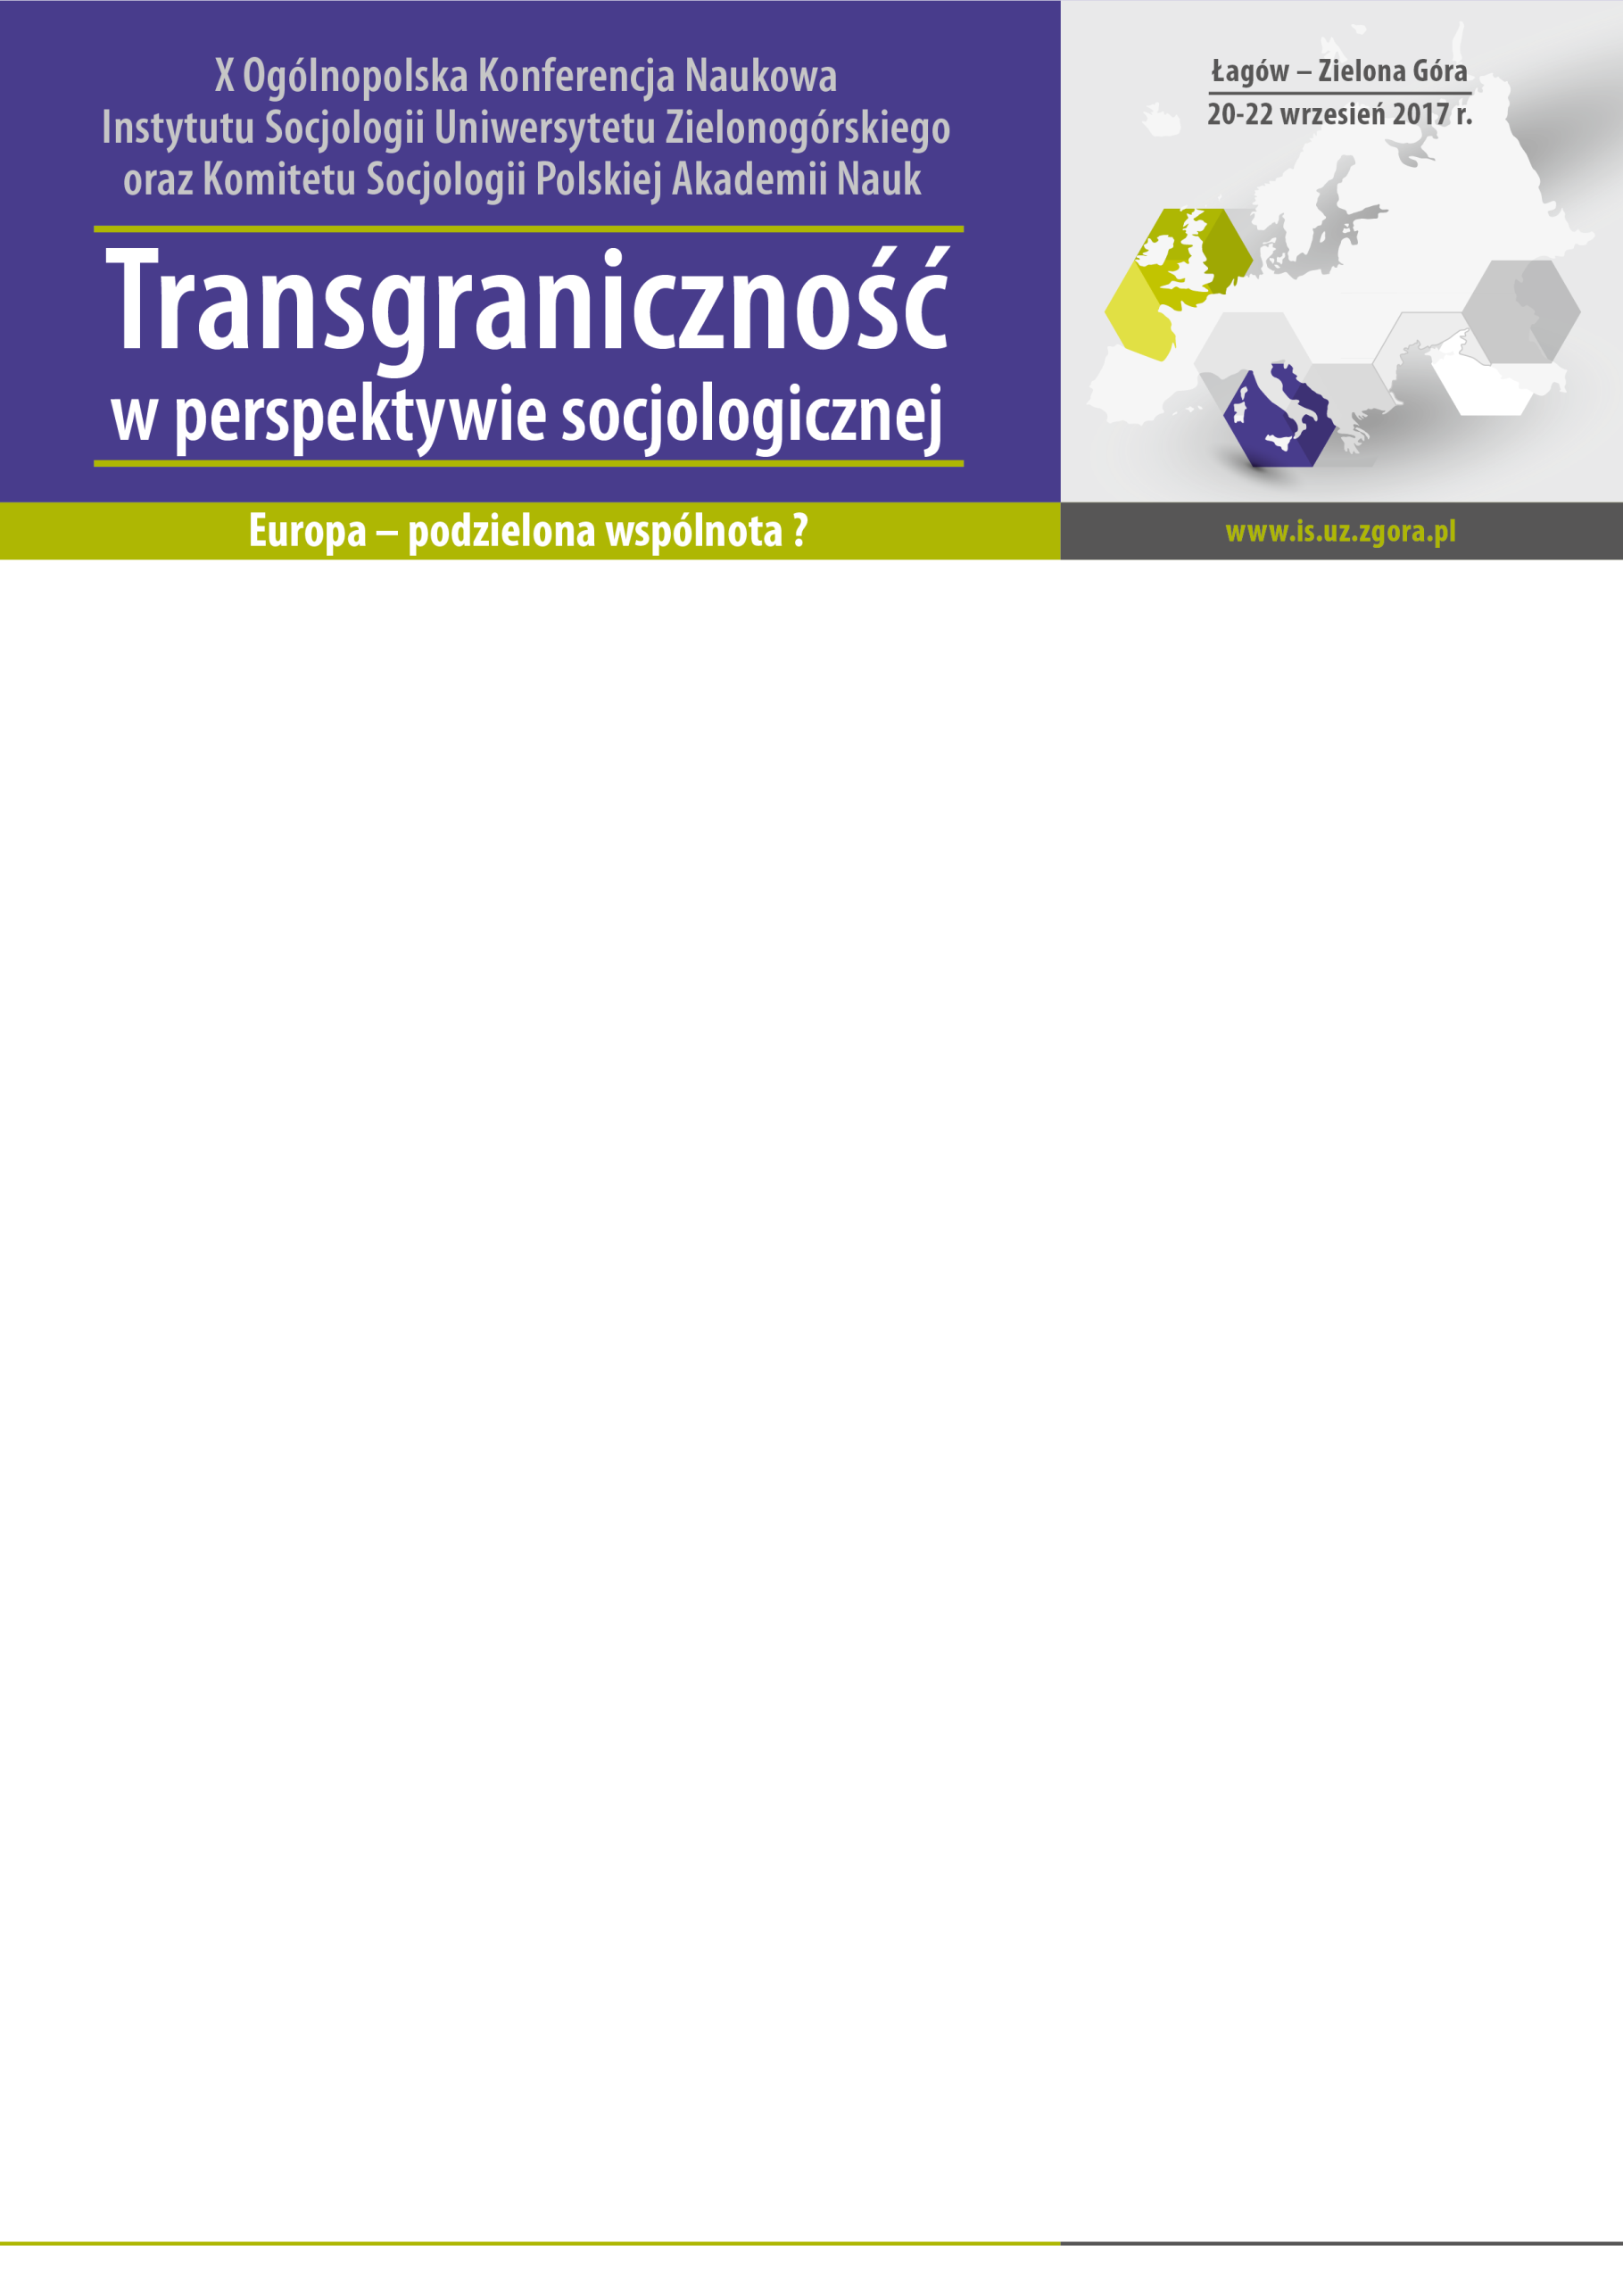 X Ogólnopolska Konferencja Naukowa
Instytutu Socjologii Uniwersytetu Zielonogórskiego
oraz Komitetu Socjologii Polskiej Akademii Nauk
Transgraniczność
w perspektywie socjologicznej
Europa – podzielona wspólnota ?
Łagów – Zielona Góra
20-22 wrzesień 2017 r.
www.is.uz.zgora.pl